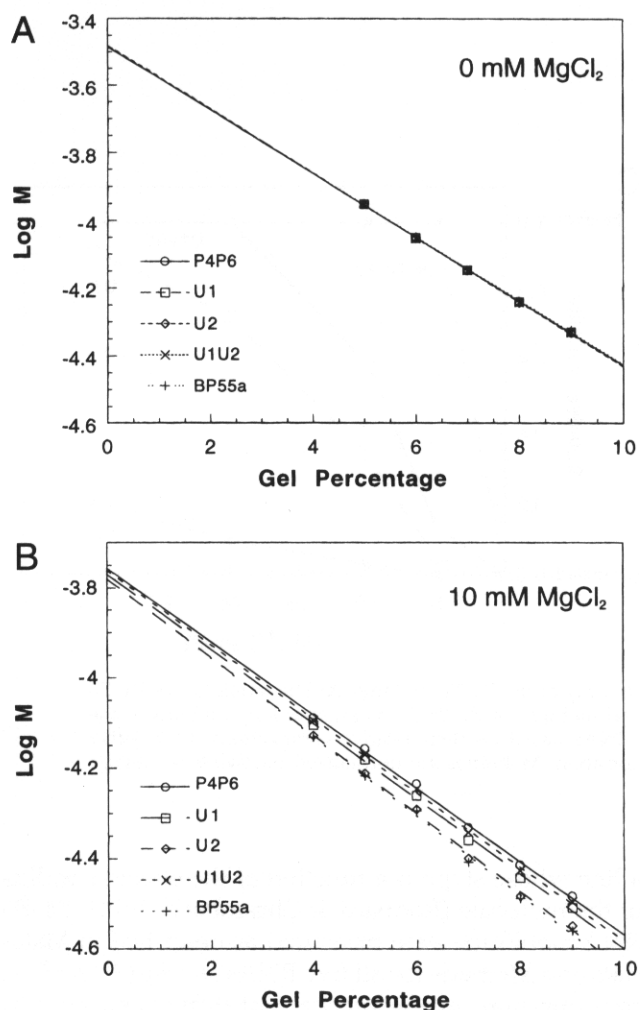 A
0 mM MgCl₂
-3.4
-3.6
-3.8
-4
-4.2
-4.4
-4.6
Log M
P4P6
U1
U2
U1U2
BP55a
0 2 4 6 8 10
Gel Percentage
B
10 mM MgCl₂
-3.8
-4
-4.2
-4.4
-4.6
Log M
P4P6
U1
U2
U1U2
BP55a
0 2 4 6 8 10
Gel Percentage